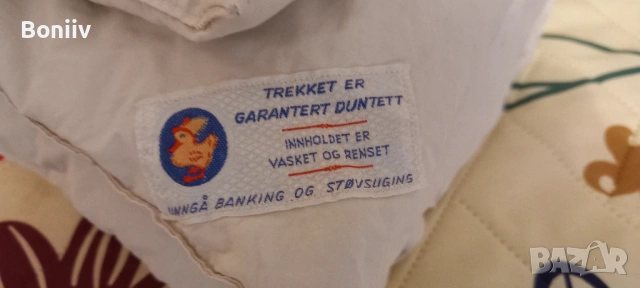 Boniiv
TREKKET ER
GARANTERT DUNTETT
INNHOLDET ER
VASKET OG RENSET
UNNGÅ BANKING OG STØVSUGING
BAZAR